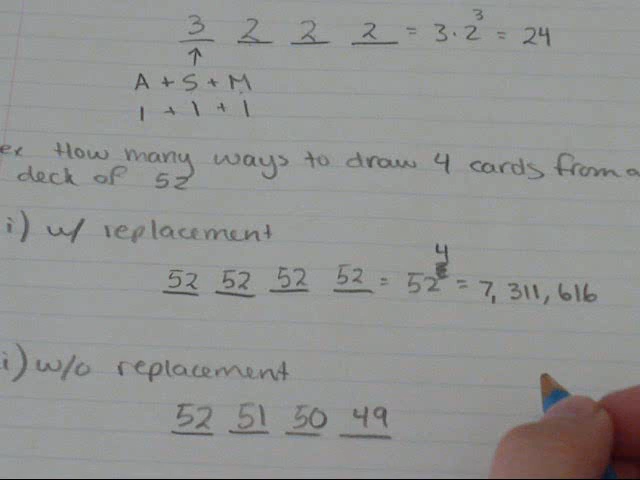 3 2 2 2 = 3·2³ = 24
↑
A + S + M
1 + 1 + 1
ex How many ways to draw 4 cards from a
deck of 52
i) w/ replacement
52 52 52 52 = 52⁴ = 7,311,616
i) w/o replacement
52 51 50 49